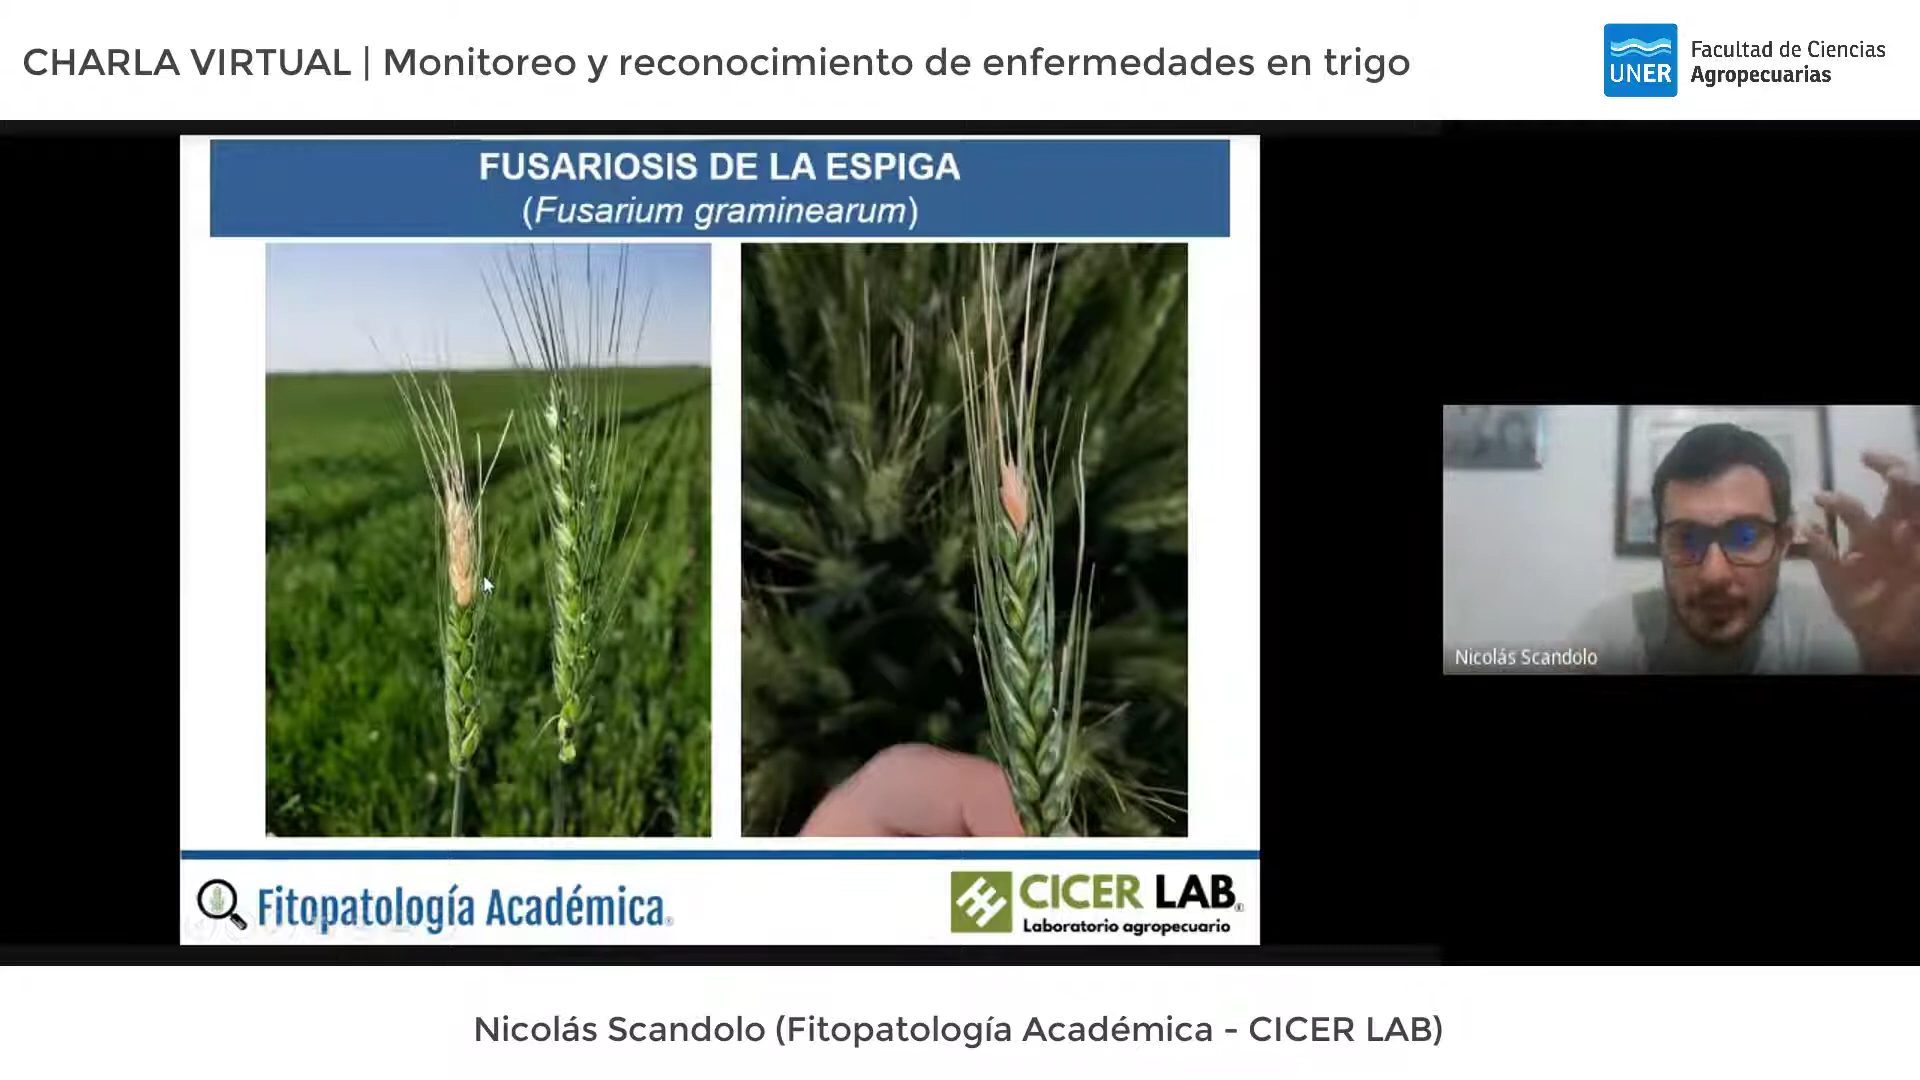 CHARLA VIRTUAL | Monitoreo y reconocimiento de enfermedades en trigo
UNER
Facultad de Ciencias
Agropecuarias
FUSARIOSIS DE LA ESPIGA
(Fusarium graminearum)
Nicolás Scandolo
Fitopatología Académica®
CICER LAB®
Laboratorio agropecuario
Nicolás Scandolo (Fitopatología Académica - CICER LAB)